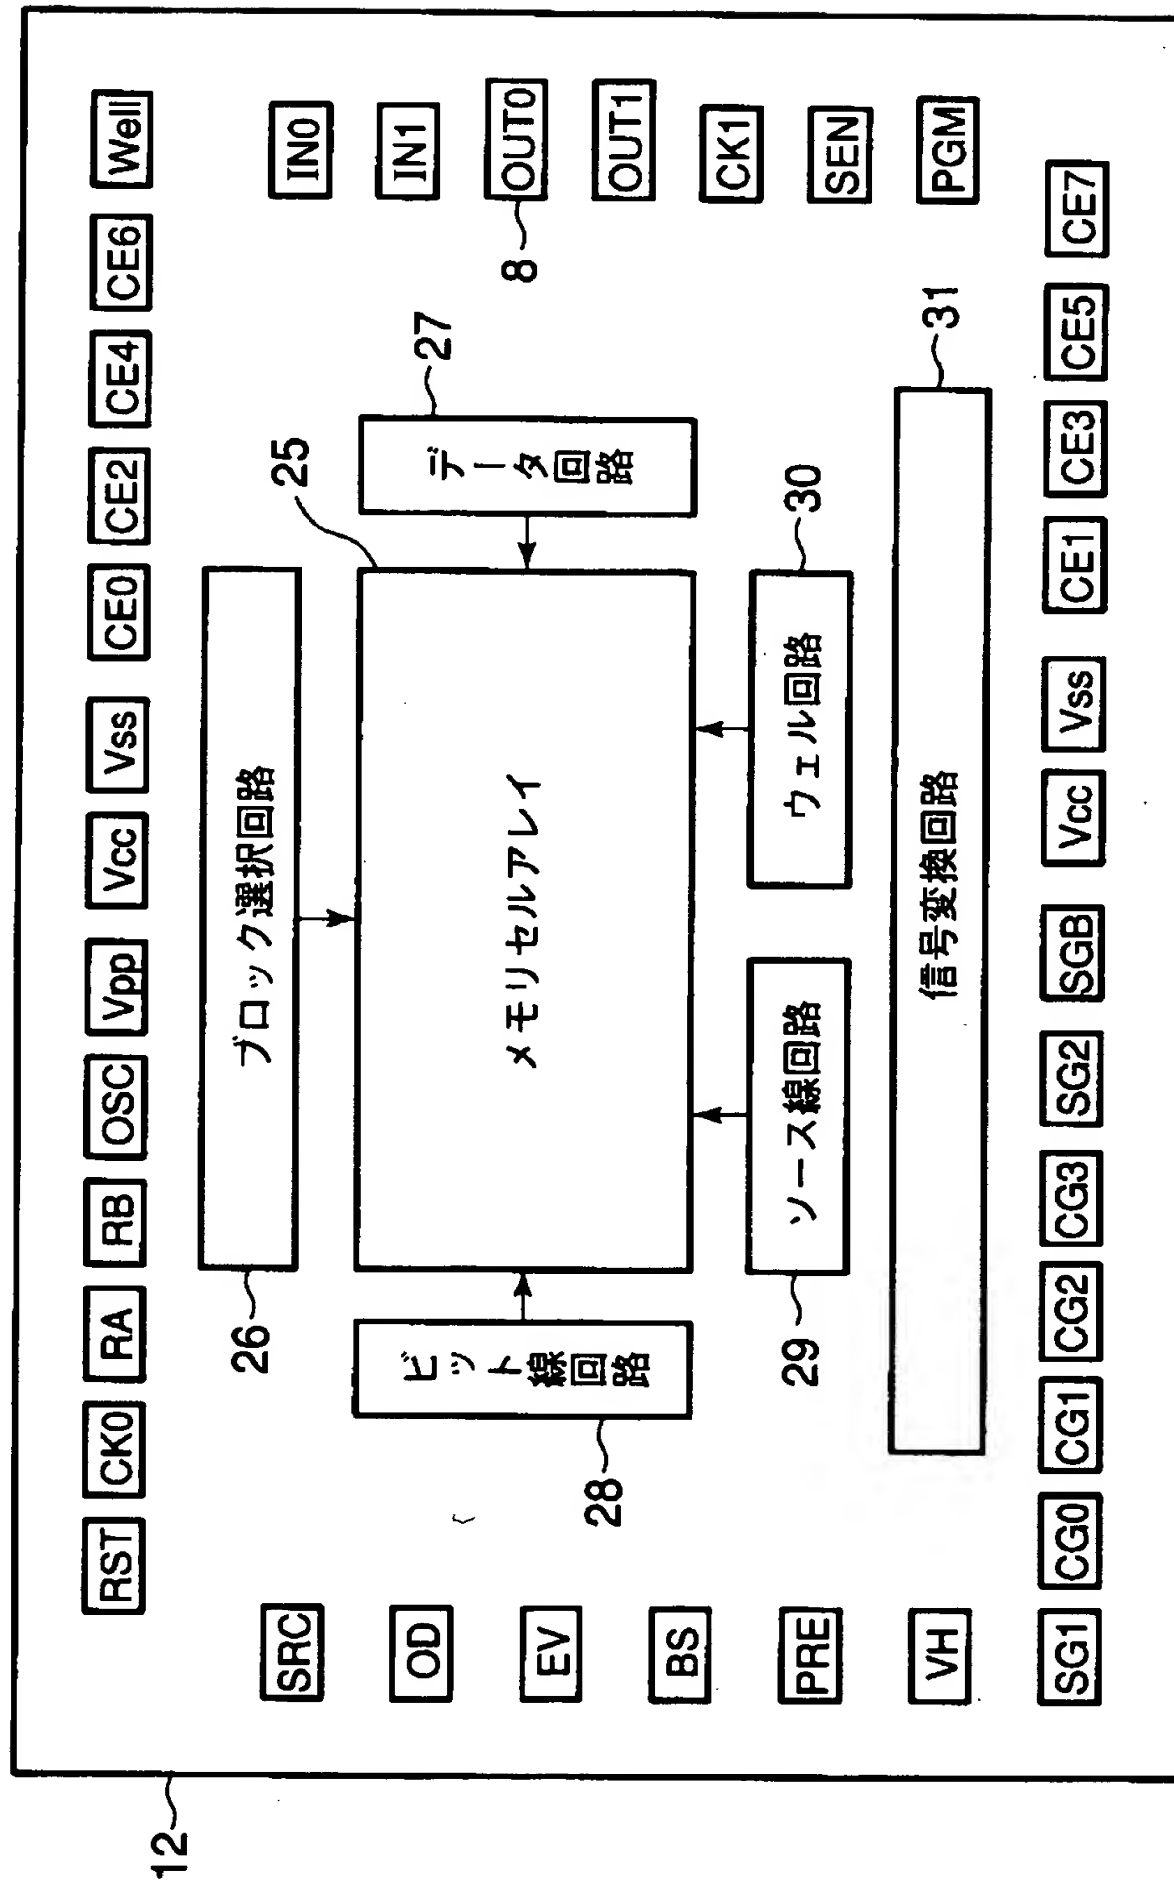 12
RST
CK0
RA
RB
OSC
Vpp
Vcc
Vss
CE0
CE2
CE4
CE6
Well
SRC
OD
EV
BS
PRE
VH
26
ブロック選択回路
25
メモリセルアレイ
27
データ回路
28
ビット線回路
29
ソース線回路
30
ウェル回路
31
信号変換回路
IN0
IN1
OUT0
8
OUT1
CK1
SEN
PGM
SG1
CG0
CG1
CG2
CG3
SG2
SGB
Vcc
Vss
CE1
CE3
CE5
CE7